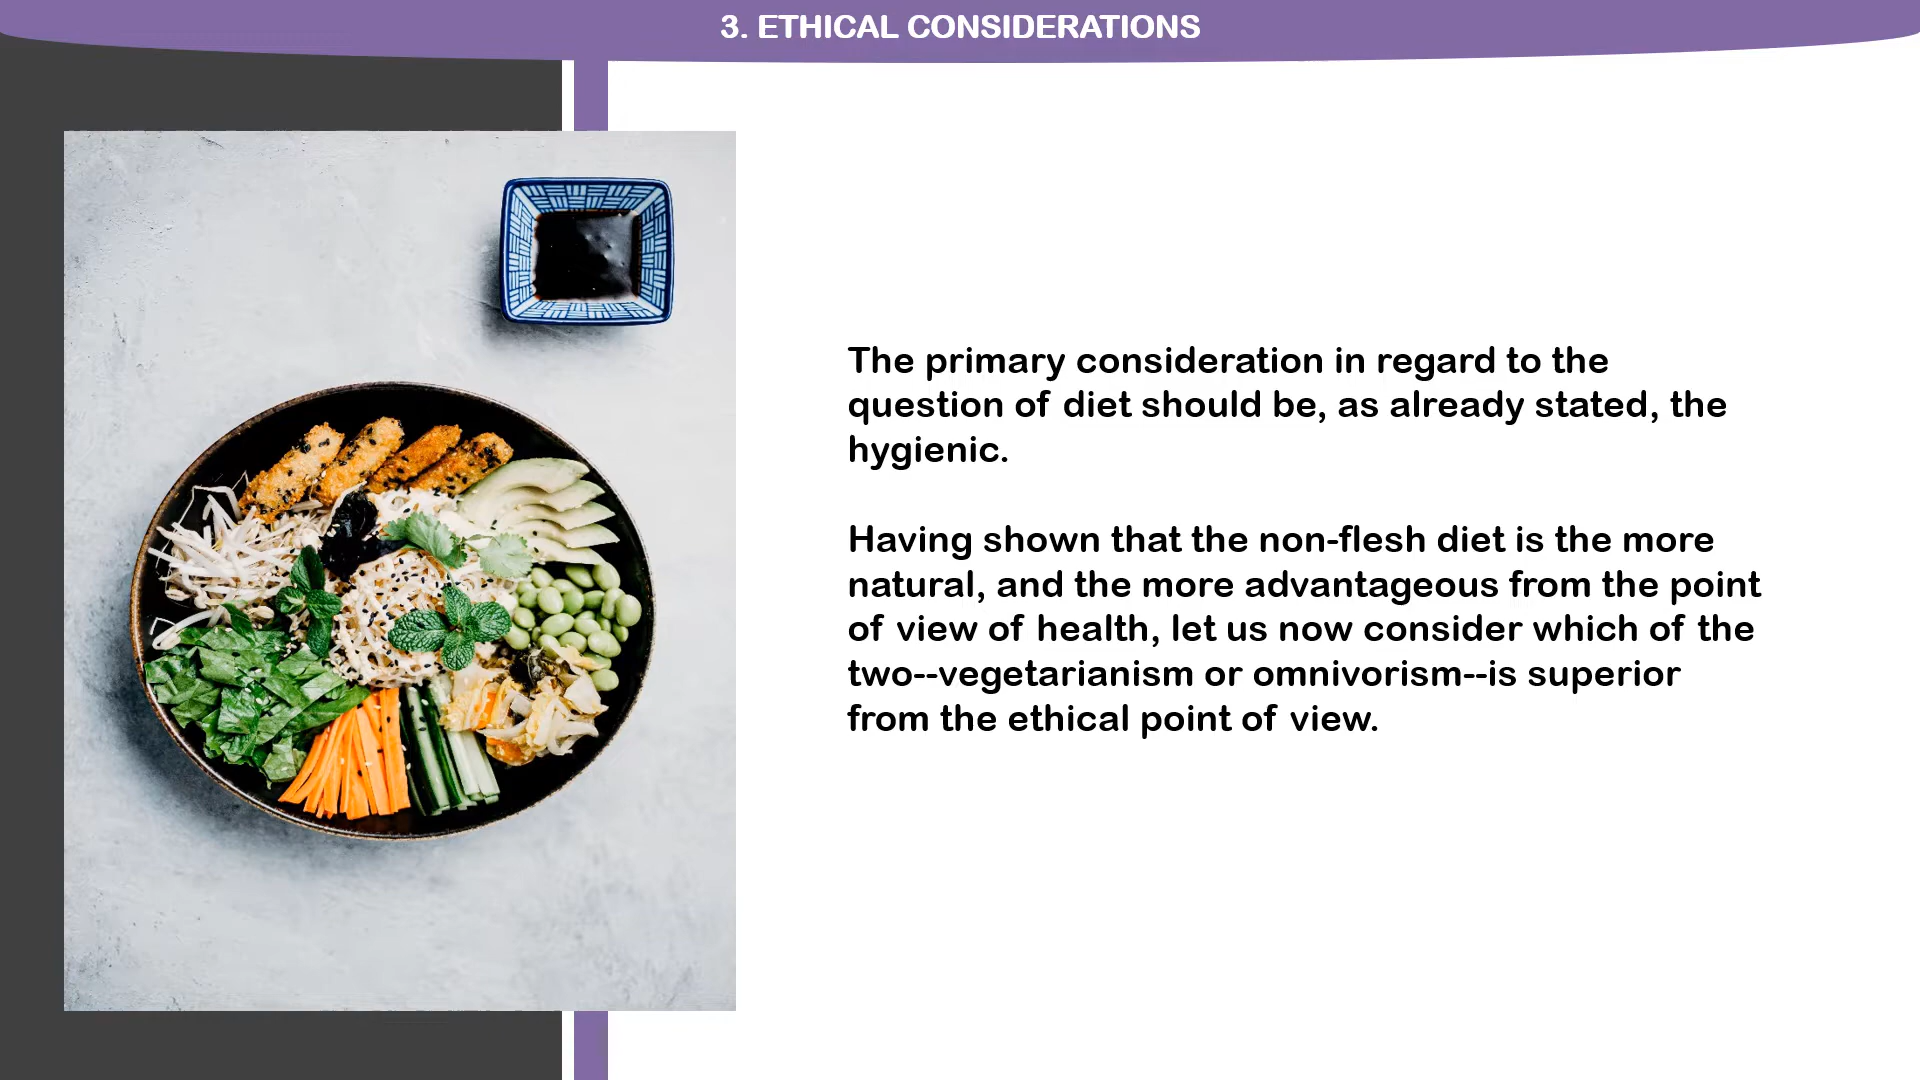 3. ETHICAL CONSIDERATIONS
The primary consideration in regard to the
question of diet should be, as already stated, the
hygienic.
Having shown that the non-flesh diet is the more
natural, and the more advantageous from the point
of view of health, let us now consider which of the
two--vegetarianism or omnivorism--is superior
from the ethical point of view.